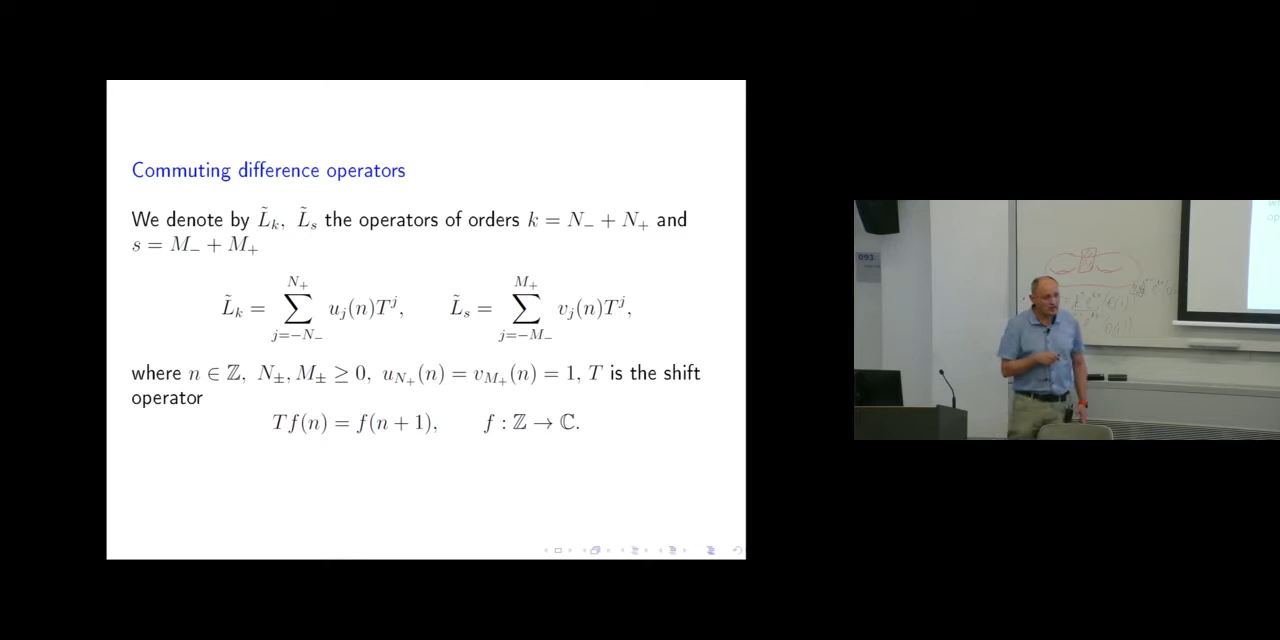 Commuting difference operators
We denote by L̃_k, L̃_s the operators of orders k = N_− + N_+ and
s = M_− + M_+
L̃_k = ∑_{j=−N_−}^{N_+} u_j(n)T^j, L̃_s = ∑_{j=−M_−}^{M_+} v_j(n)T^j,
where n ∈ ℤ, N_±, M_± ≥ 0, u_{N_+}(n) = v_{M_+}(n) = 1, T is the shift
operator
Tf(n) = f(n + 1), f : ℤ → ℂ.
093